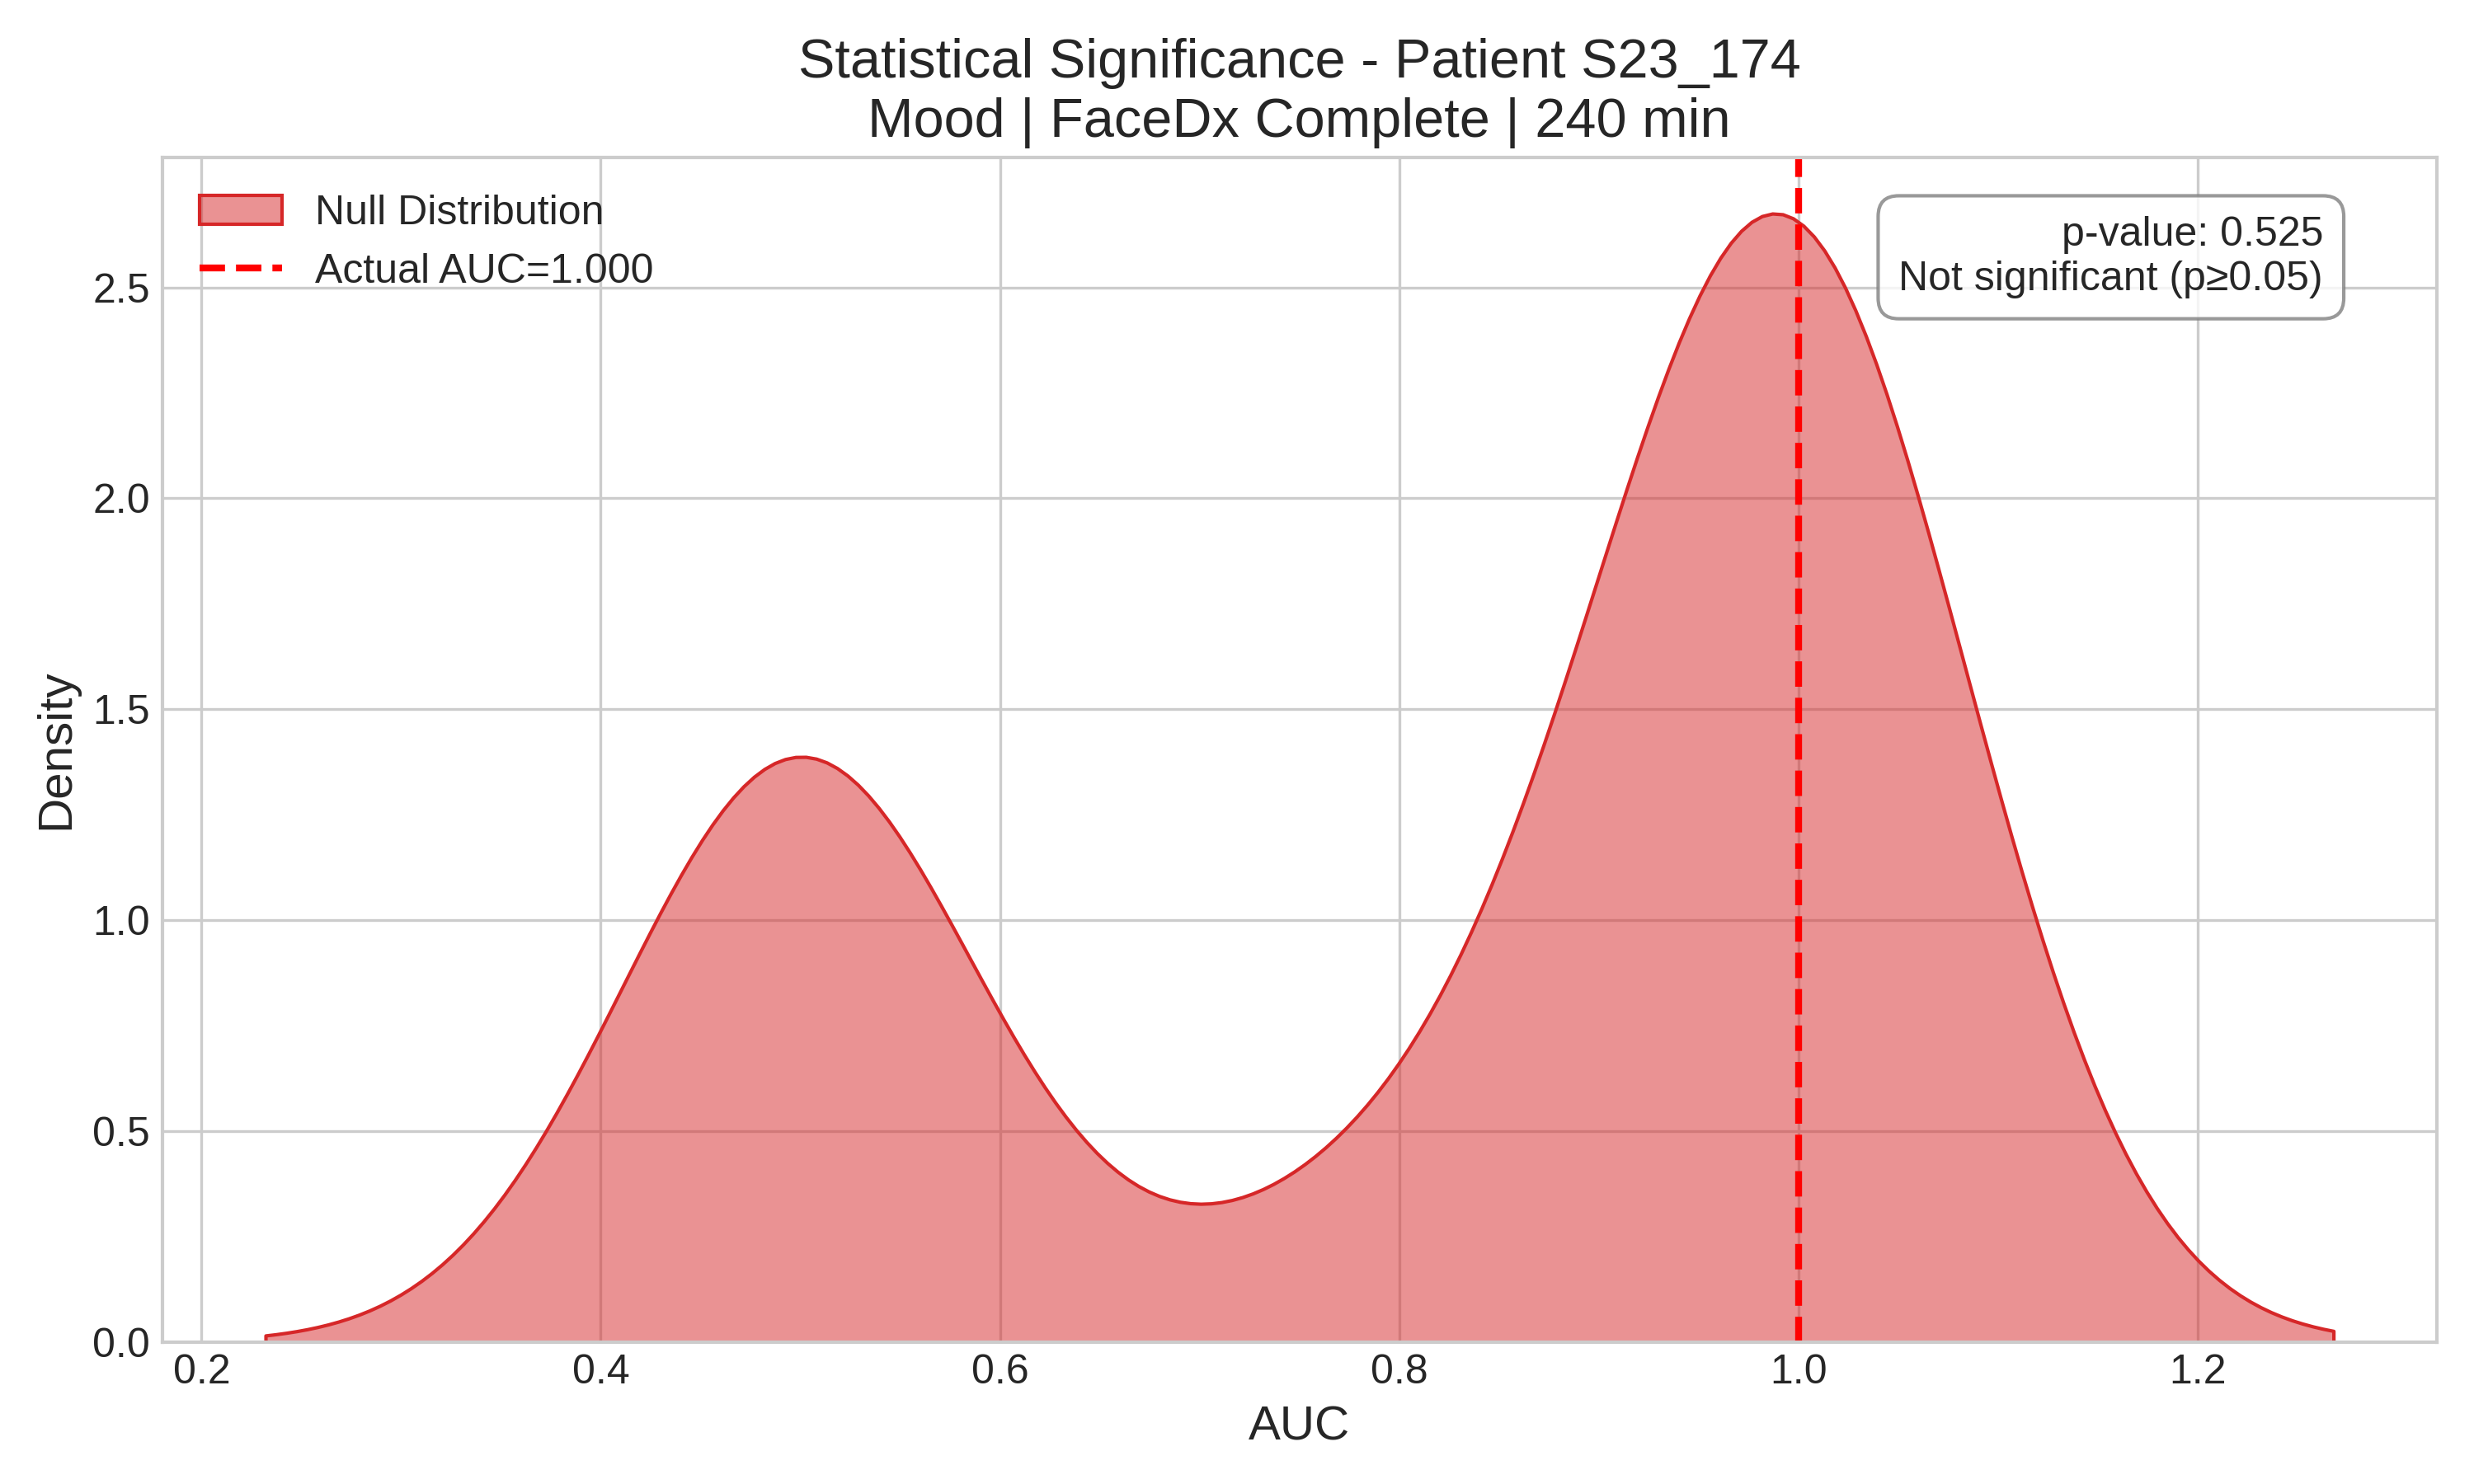 Statistical Significance - Patient S23_174
Mood | FaceDx Complete | 240 min
Null Distribution
Actual AUC=1.000
p-value: 0.525
Not significant (p≥0.05)
Density
2.5
2.0
1.5
1.0
0.5
0.0
0.2
0.4
0.6
0.8
1.0
1.2
AUC